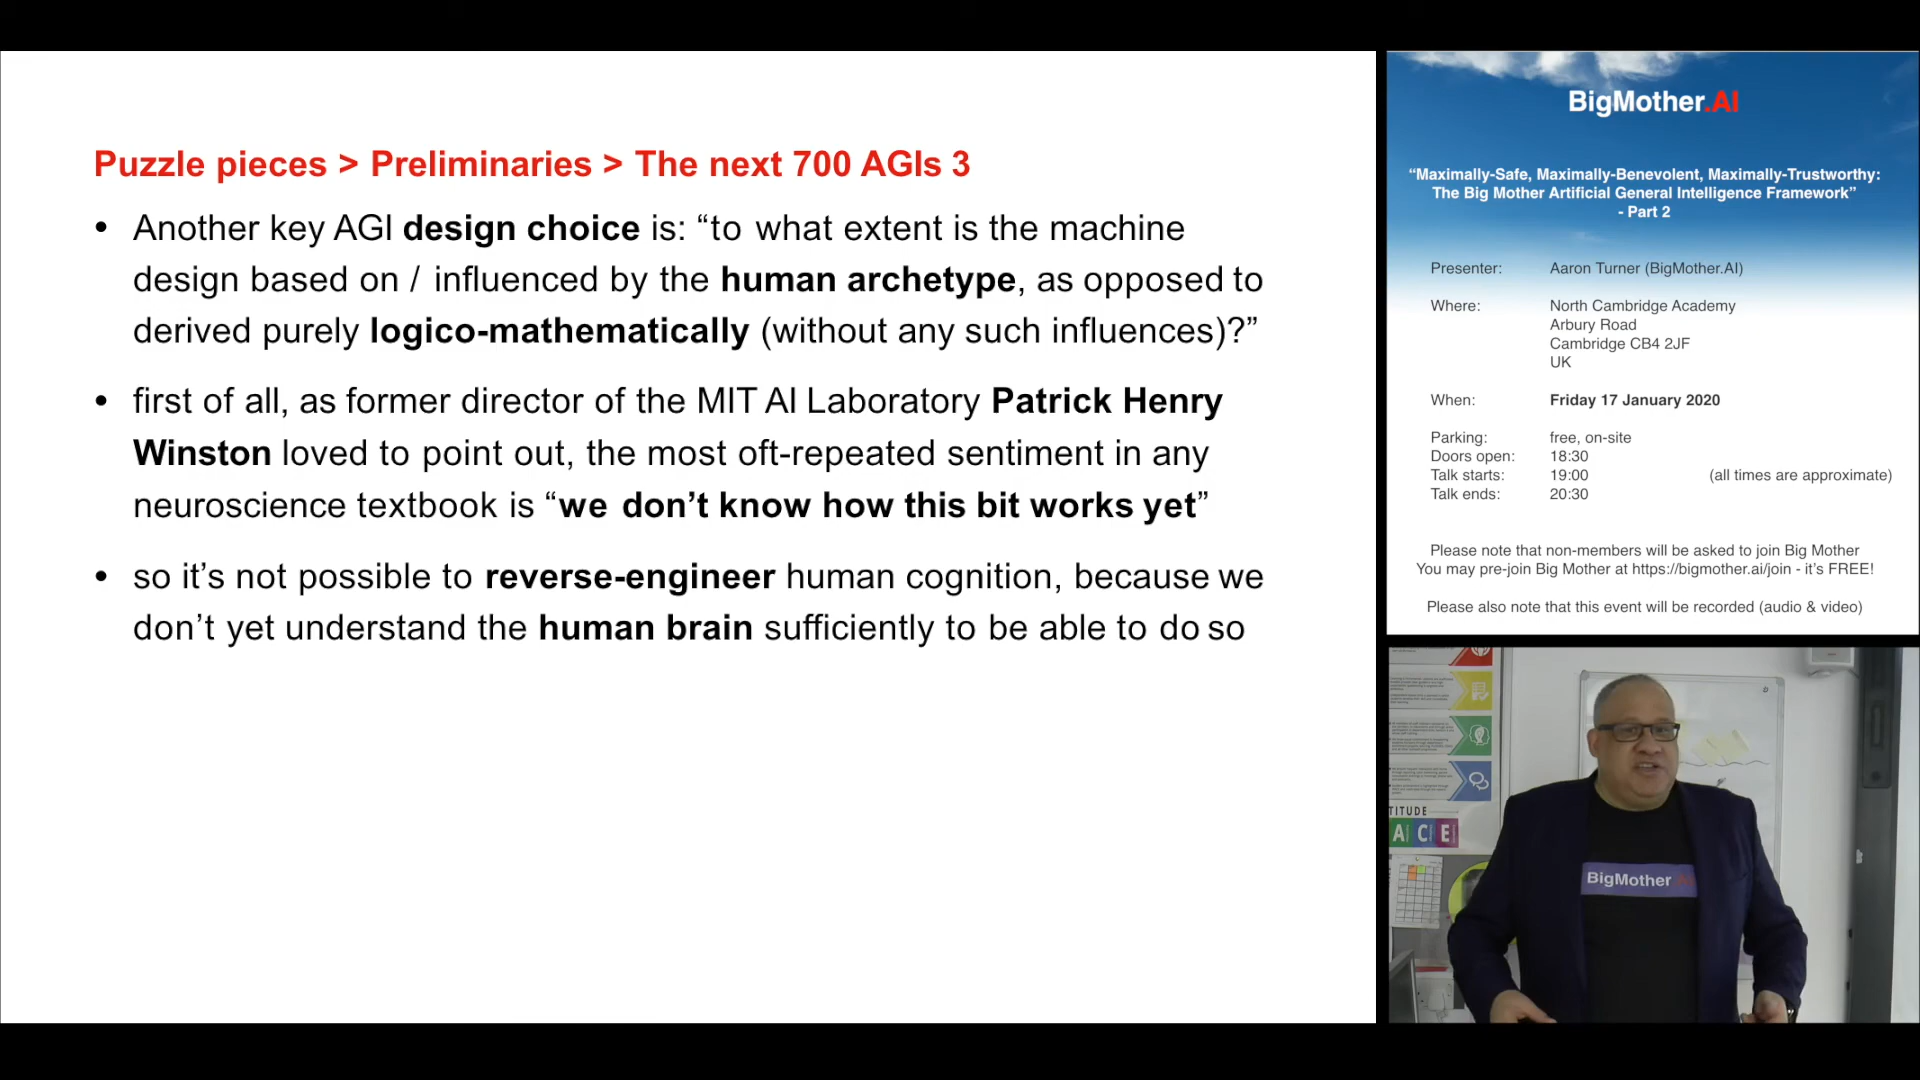 Puzzle pieces > Preliminaries > The next 700 AGIs 3
• Another key AGI design choice is: “to what extent is the machine
design based on / influenced by the human archetype, as opposed to
derived purely logico-mathematically (without any such influences)?”
• first of all, as former director of the MIT AI Laboratory Patrick Henry
Winston loved to point out, the most oft-repeated sentiment in any
neuroscience textbook is “we don’t know how this bit works yet”
• so it’s not possible to reverse-engineer human cognition, because we
don’t yet understand the human brain sufficiently to be able to do so
BigMother.AI
“Maximally-Safe, Maximally-Benevolent, Maximally-Trustworthy:
The Big Mother Artificial General Intelligence Framework”
- Part 2
Presenter: Aaron Turner (BigMother.AI)
Where: North Cambridge Academy
Arbury Road
Cambridge CB4 2JF
UK
When: Friday 17 January 2020
Parking: free, on-site
Doors open: 18:30
Talk starts: 19:00 (all times are approximate)
Talk ends: 20:30
Please note that non-members will be asked to join Big Mother
You may pre-join Big Mother at https://bigmother.ai/join - it’s FREE!
Please also note that this event will be recorded (audio & video)
TITUDE
ACE
BigMother